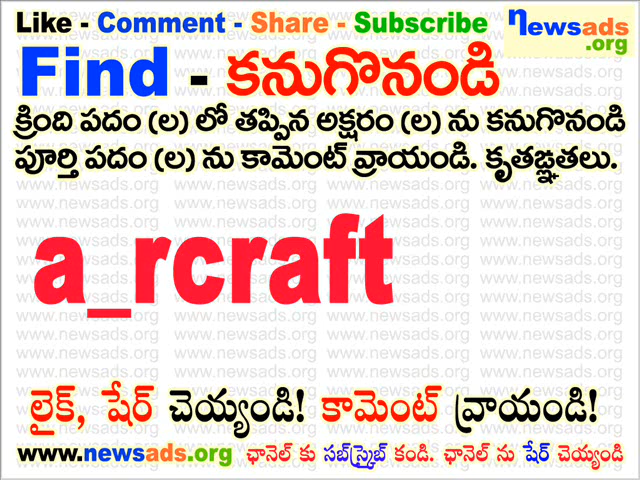 Like - Comment - Share - Subscribe
newsads
.org
Find - కనుగొనండి
క్రింది పదం (ల) లో తప్పిన అక్షరం (ల) ను కనుగొనండి
పూర్తి పదం (ల) ను కామెంట్ వ్రాయండి. కృతజ్ఞతలు.
a_rcraft
లైక్, షేర్ చెయ్యండి! కామెంట్ వ్రాయండి!
www.newsads.org ఛానెల్ కు సబ్‌స్క్రైబ్ కండి. ఛానెల్ ను షేర్ చెయ్యండి